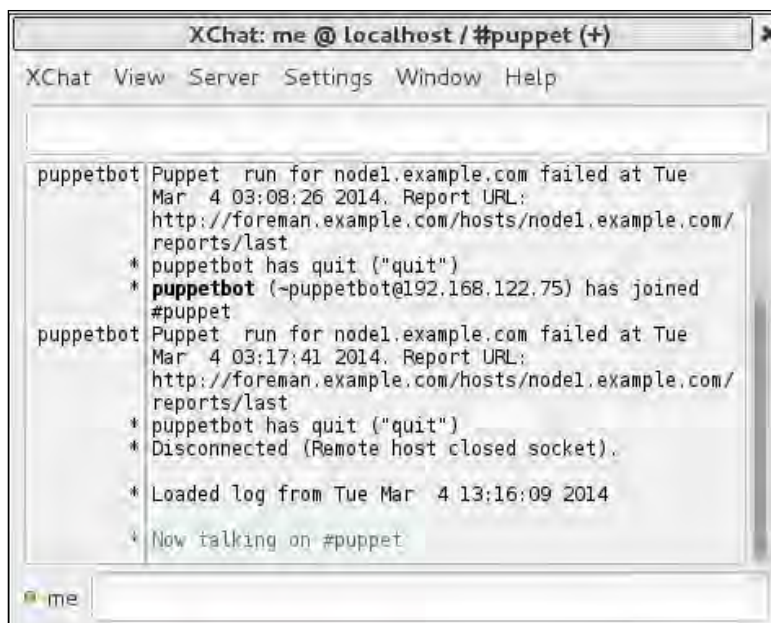 XChat: me @ localhost / #puppet (+)
XChat View Server Settings Window Help
puppetbot Puppet run for node1.example.com failed at Tue
Mar 4 03:08:26 2014. Report URL:
http://foreman.example.com/hosts/node1.example.com/
reports/last
* puppetbot has quit ("quit")
* puppetbot (~puppetbot@192.168.122.75) has joined
#puppet
puppetbot Puppet run for node1.example.com failed at Tue
Mar 4 03:17:41 2014. Report URL:
http://foreman.example.com/hosts/node1.example.com/
reports/last
* puppetbot has quit ("quit")
* Disconnected (Remote host closed socket).
* Loaded log from Tue Mar 4 13:16:09 2014
* Now talking on #puppet
me